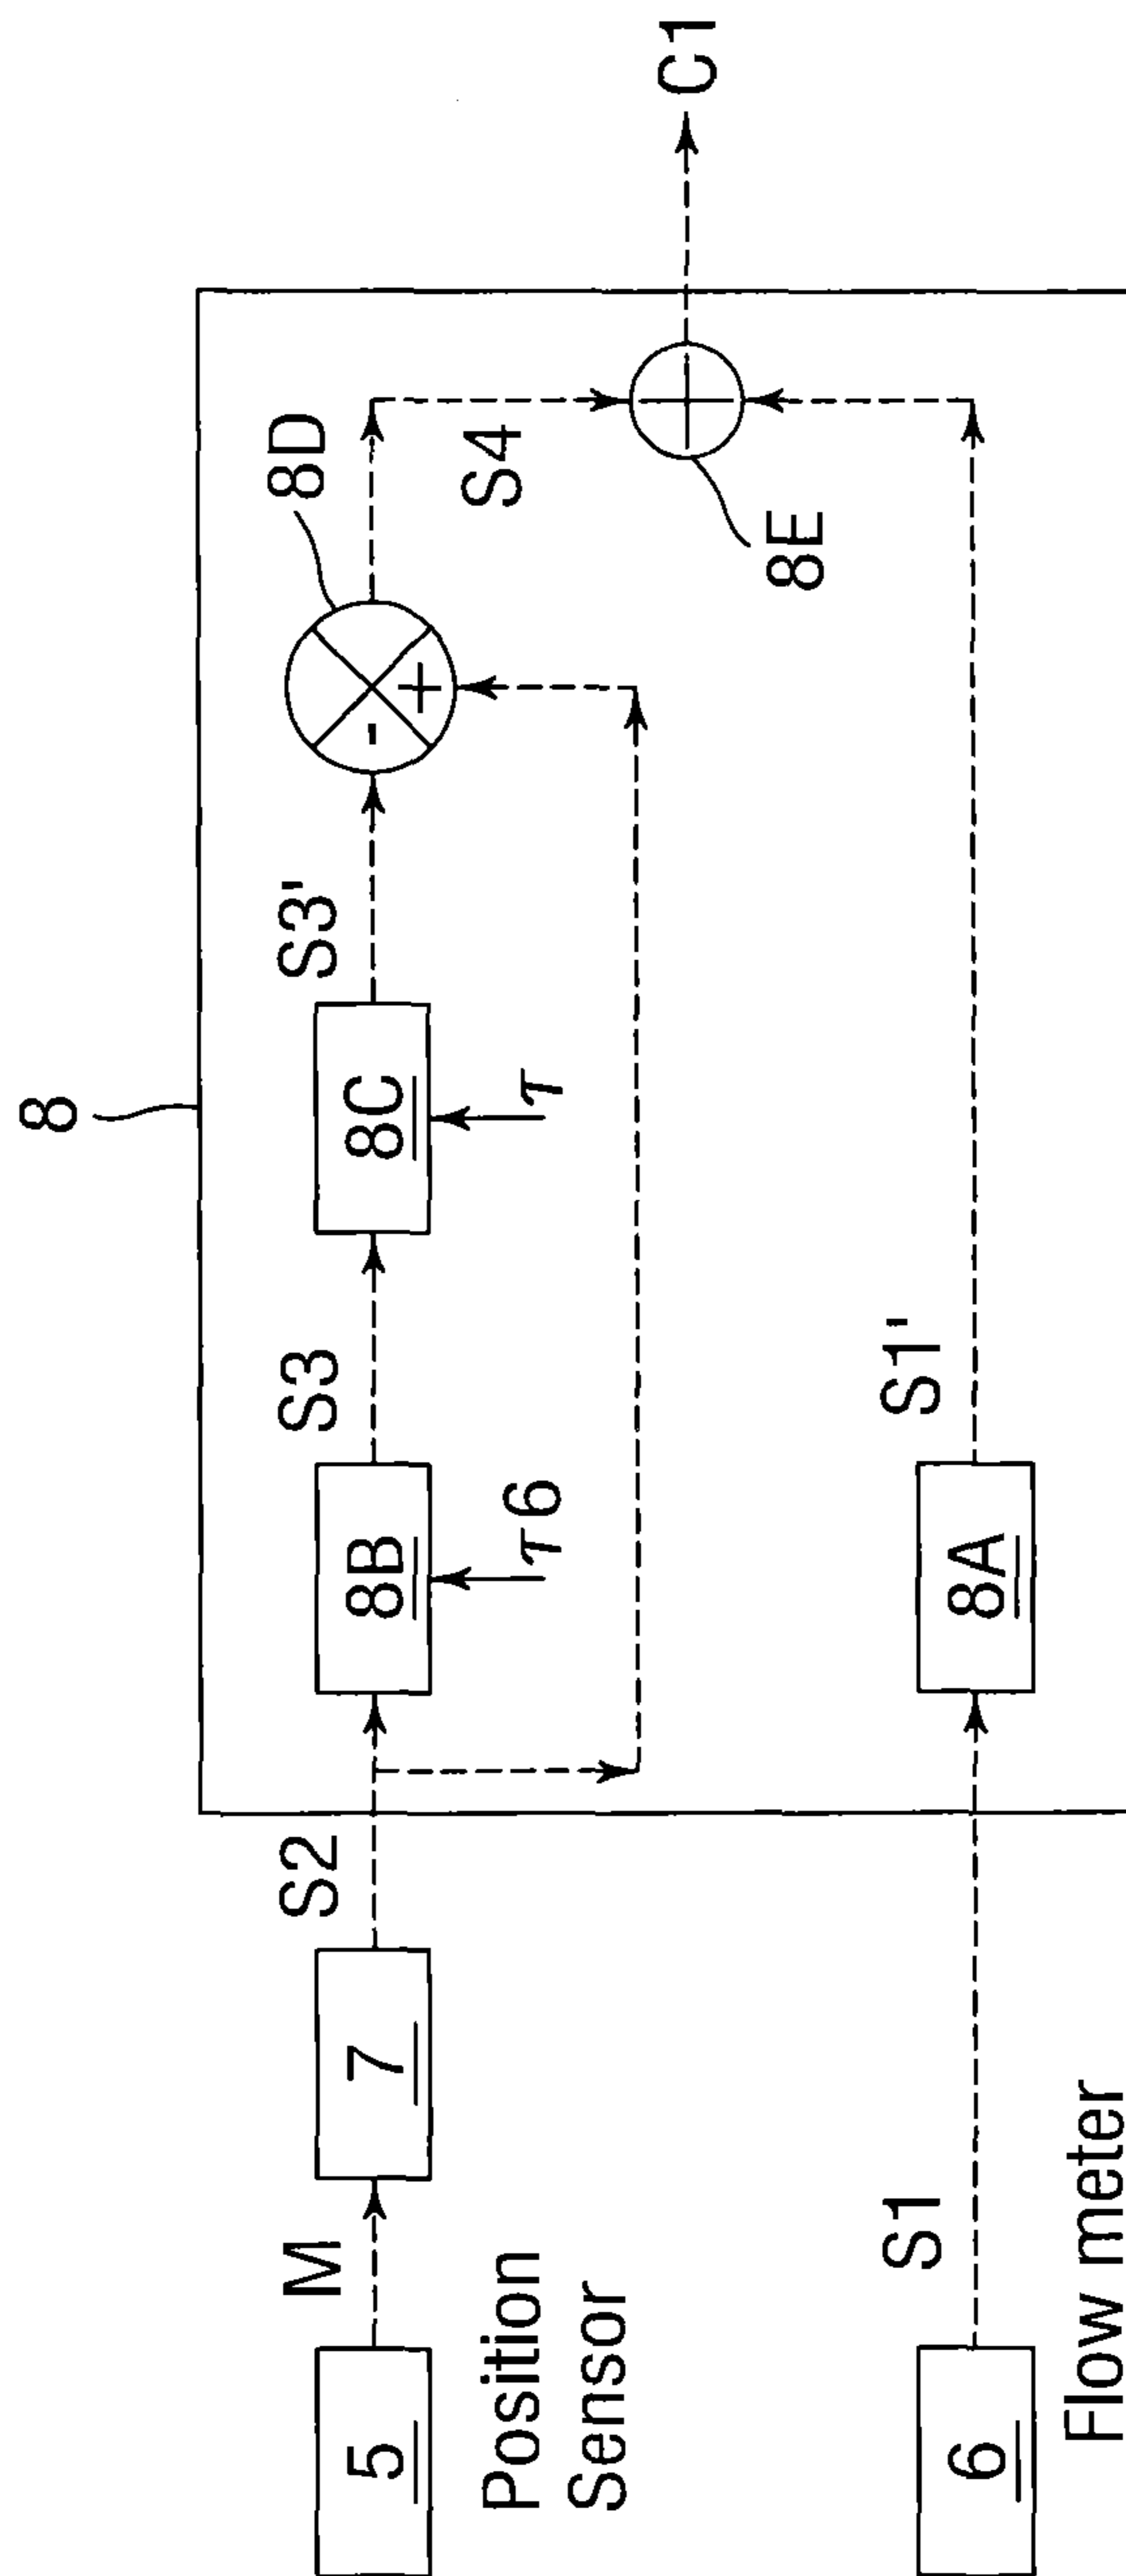 8
5
Position
Sensor
M
7
S2
8B
τ6
S3
8C
τ
S3'
-
+
8D
S4
8E
C1
6
Flow meter
S1
8A
S1'